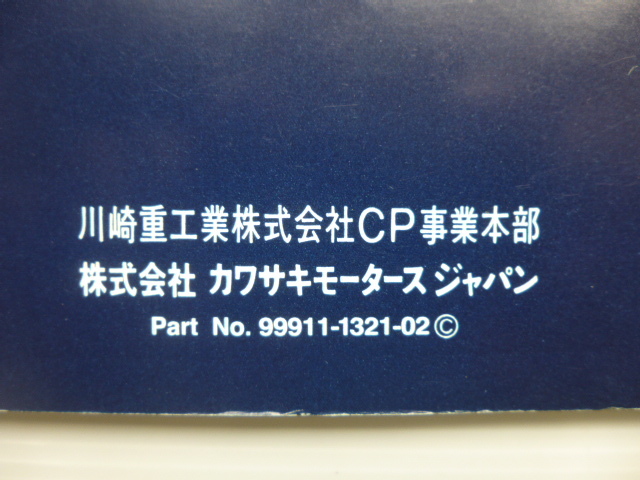 川崎重工業株式会社CP事業本部
株式会社 カワサキモータースジャパン
Part No. 99911-1321-02©